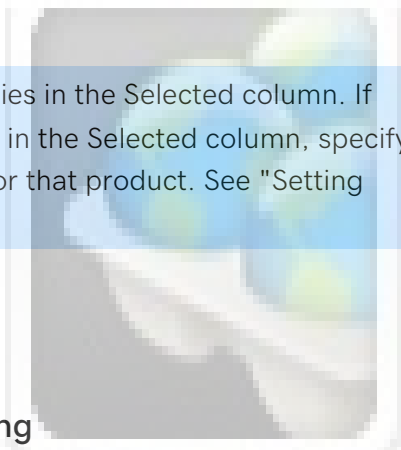 ies in the Selected column. If
in the Selected column, specify
or that product. See "Setting
ng